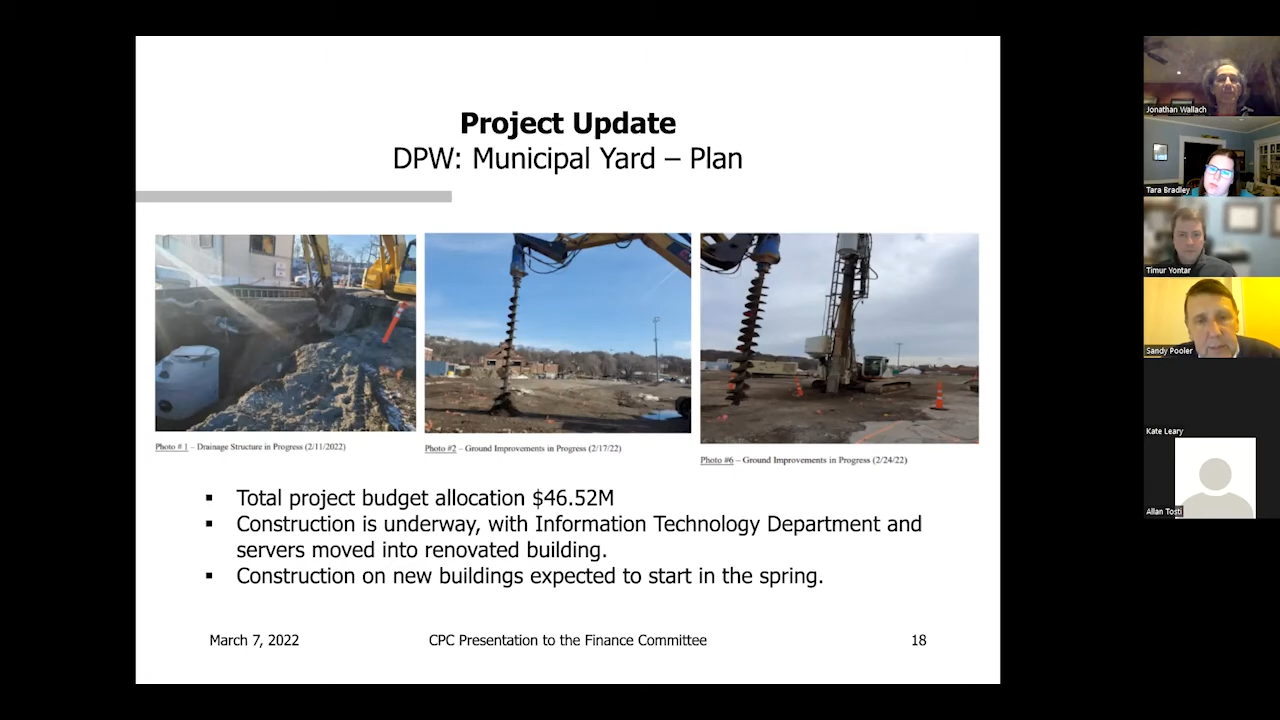 Project Update
DPW: Municipal Yard – Plan
Photo # 1 – Drainage Structure in Progress (2/11/2022)
Photo #2 – Ground Improvements in Progress (2/17/22)
Photo #6 – Ground Improvements in Progress (2/24/22)
▪ Total project budget allocation $46.52M
▪ Construction is underway, with Information Technology Department and
servers moved into renovated building.
▪ Construction on new buildings expected to start in the spring.
March 7, 2022
CPC Presentation to the Finance Committee
18
Jonathan Wallach
Tara Bradley
Timur Yontar
Sandy Pooler
Kate Leary
Allan Tosti